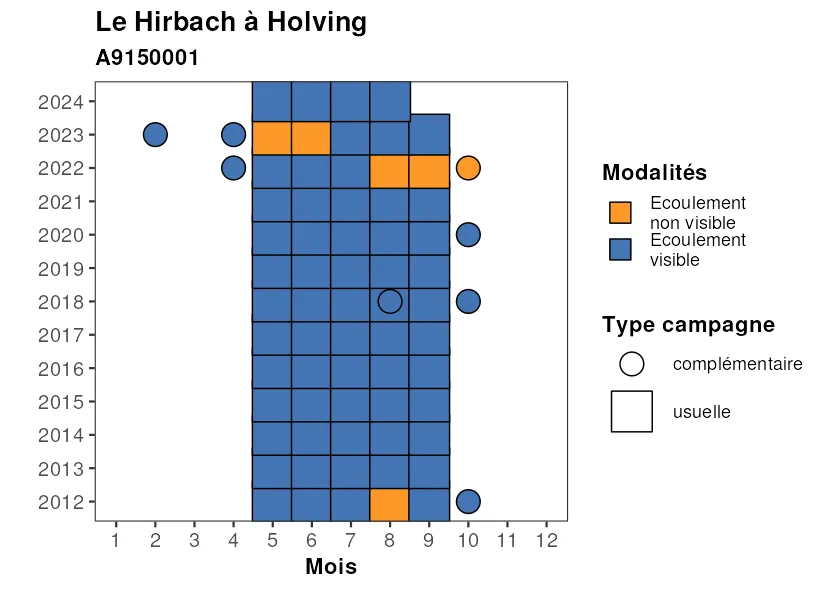 Le Hirbach à Holving
A9150001
2024
2023
2022
2021
2020
2019
2018
2017
2016
2015
2014
2013
2012
1 2 3 4 5 6 7 8 9 10 11 12
Mois
Modalités
Ecoulement
non visible
Ecoulement
visible
Type campagne
complémentaire
usuelle